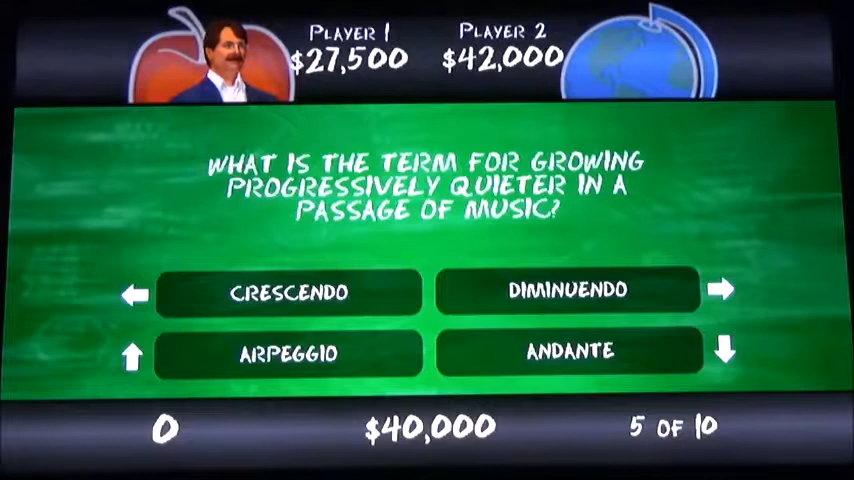 PLAYER 1
$27,500
PLAYER 2
$42,000
WHAT IS THE TERM FOR GROWING
PROGRESSIVELY QUIETER IN A
PASSAGE OF MUSIC?
CRESCENDO
DIMINUENDO
ARPEGGIO
ANDANTE
0
$40,000
5 OF 10